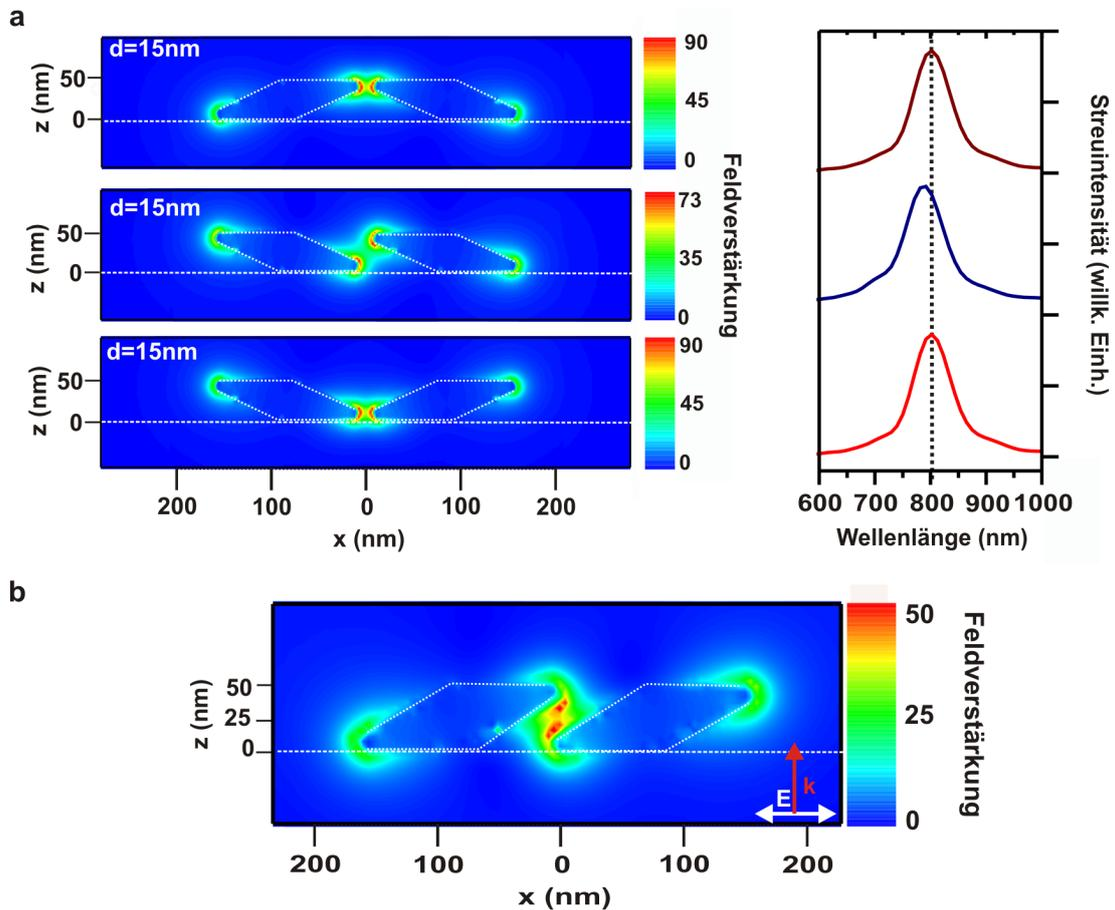 a
d=15nm
z (nm)
50
0
90
45
0
d=15nm
z (nm)
50
0
73
35
0
d=15nm
z (nm)
50
0
90
45
0
Feldverstärkung
200 100 0 100 200
x (nm)
600 700 800 900 1000
Wellenlänge (nm)
Streuintensität (willk. Einh.)
b
z (nm)
50
25
0
E
k
50
25
0
Feldverstärkung
200 100 0 100 200
x (nm)